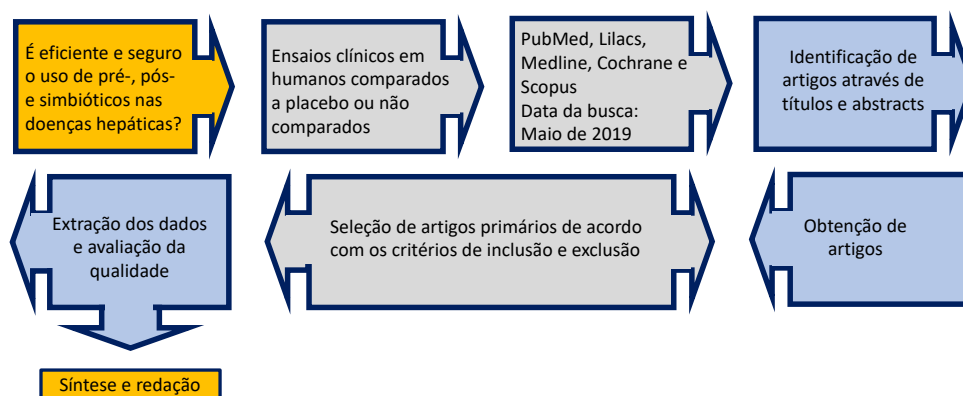 É eficiente e seguro
o uso de pré-, pós-
e simbióticos nas
doenças hepáticas?
Ensaios clínicos em
humanos comparados
a placebo ou não
comparados
PubMed, Lilacs,
Medline, Cochrane e
Scopus
Data da busca:
Maio de 2019
Identificação de
artigos através de
títulos e abstracts
Obtenção de
artigos
Seleção de artigos primários de acordo
com os critérios de inclusão e exclusão
Extração dos dados
e avaliação da
qualidade
Síntese e redação